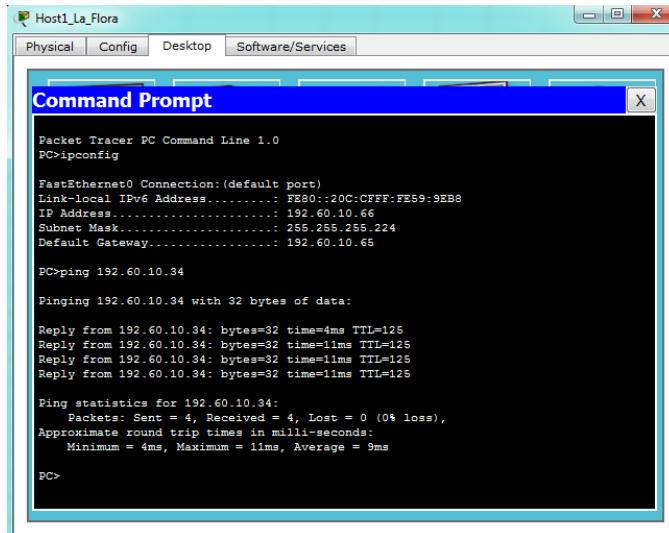 Host1_La_Flora
Physical Config Desktop Software/Services
Command Prompt X
Packet Tracer PC Command Line 1.0
PC>ipconfig
FastEthernet0 Connection:(default port)
Link-local IPv6 Address.........: FE80::20C:CFFF:FE59:9EB8
IP Address......................: 192.60.10.66
Subnet Mask.....................: 255.255.255.224
Default Gateway.................: 192.60.10.65
PC>ping 192.60.10.34
Pinging 192.60.10.34 with 32 bytes of data:
Reply from 192.60.10.34: bytes=32 time=4ms TTL=125
Reply from 192.60.10.34: bytes=32 time=11ms TTL=125
Reply from 192.60.10.34: bytes=32 time=11ms TTL=125
Reply from 192.60.10.34: bytes=32 time=11ms TTL=125
Ping statistics for 192.60.10.34:
Packets: Sent = 4, Received = 4, Lost = 0 (0% loss),
Approximate round trip times in milli-seconds:
Minimum = 4ms, Maximum = 11ms, Average = 9ms
PC>